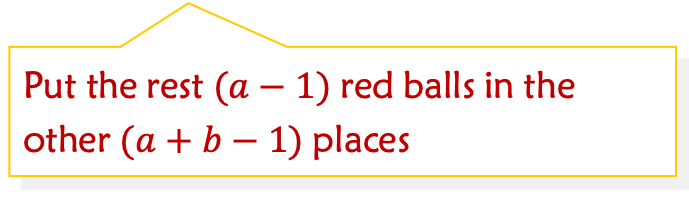 Put the rest (a − 1) red balls in the
other (a + b − 1) places